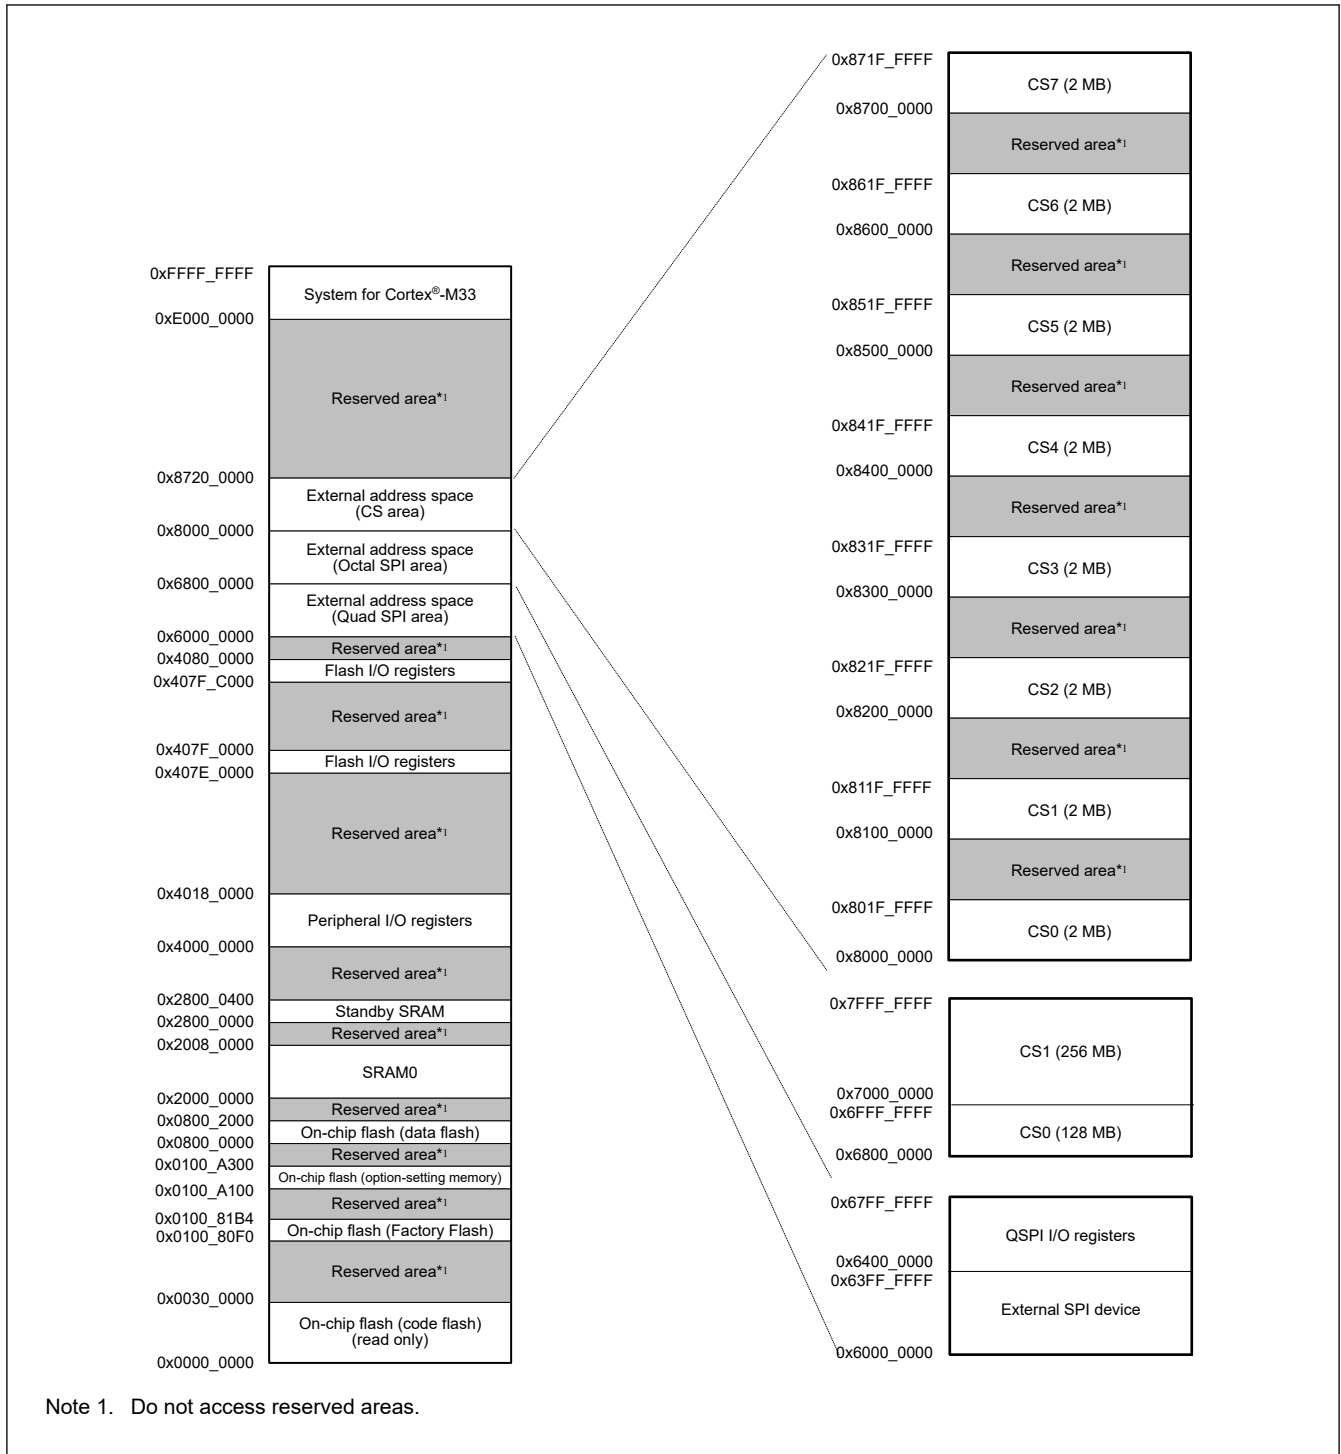 0xFFFF_FFFF
System for Cortex®-M33
0xE000_0000
Reserved area*1
0x8720_0000
External address space
(CS area)
0x8000_0000
External address space
(Octal SPI area)
0x6800_0000
External address space
(Quad SPI area)
0x6000_0000
Reserved area*1
0x4080_0000
Flash I/O registers
0x407F_C000
Reserved area*1
0x407F_0000
Flash I/O registers
0x407E_0000
Reserved area*1
0x4018_0000
Peripheral I/O registers
0x4000_0000
Reserved area*1
0x2800_0400
Standby SRAM
0x2800_0000
Reserved area*1
0x2008_0000
SRAM0
0x2000_0000
Reserved area*1
0x0800_2000
On-chip flash (data flash)
0x0800_0000
Reserved area*1
0x0100_A300
On-chip flash (option-setting memory)
0x0100_A100
Reserved area*1
0x0100_81B4
On-chip flash (Factory Flash)
0x0100_80F0
Reserved area*1
0x0030_0000
On-chip flash (code flash)
(read only)
0x0000_0000
0x871F_FFFF
CS7 (2 MB)
0x8700_0000
Reserved area*1
0x861F_FFFF
CS6 (2 MB)
0x8600_0000
Reserved area*1
0x851F_FFFF
CS5 (2 MB)
0x8500_0000
Reserved area*1
0x841F_FFFF
CS4 (2 MB)
0x8400_0000
Reserved area*1
0x831F_FFFF
CS3 (2 MB)
0x8300_0000
Reserved area*1
0x821F_FFFF
CS2 (2 MB)
0x8200_0000
Reserved area*1
0x811F_FFFF
CS1 (2 MB)
0x8100_0000
Reserved area*1
0x801F_FFFF
CS0 (2 MB)
0x8000_0000
0x7FFF_FFFF
CS1 (256 MB)
0x7000_0000
0x6FFF_FFFF
CS0 (128 MB)
0x6800_0000
0x67FF_FFFF
QSPI I/O registers
0x6400_0000
0x63FF_FFFF
External SPI device
0x6000_0000
Note 1. Do not access reserved areas.